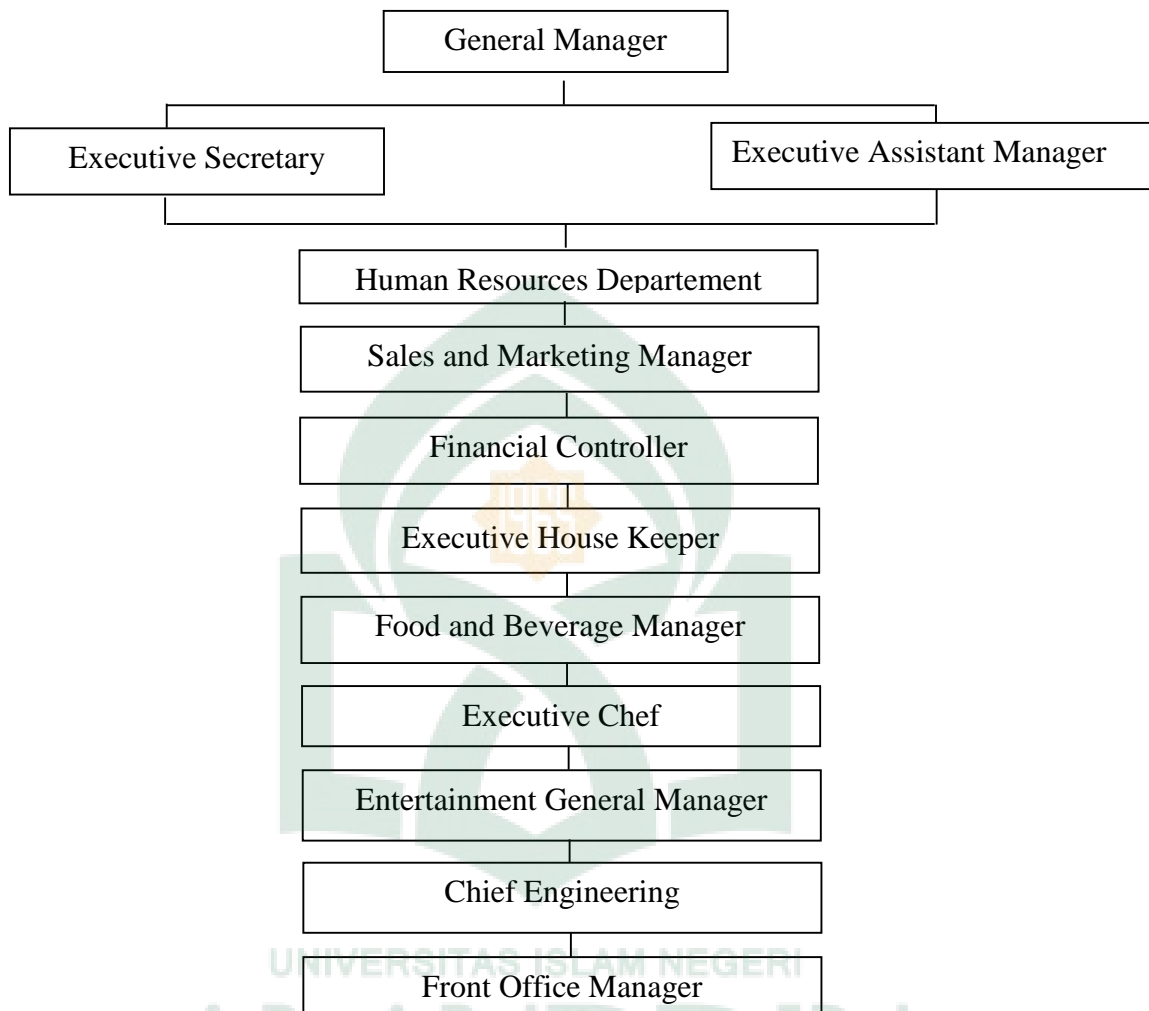 General Manager
Executive Secretary
Executive Assistant Manager
Human Resources Departement
Sales and Marketing Manager
Financial Controller
1965
Executive House Keeper
Food and Beverage Manager
Executive Chef
Entertainment General Manager
Chief Engineering
UNIVERSITAS ISLAM NEGERI
Front Office Manager